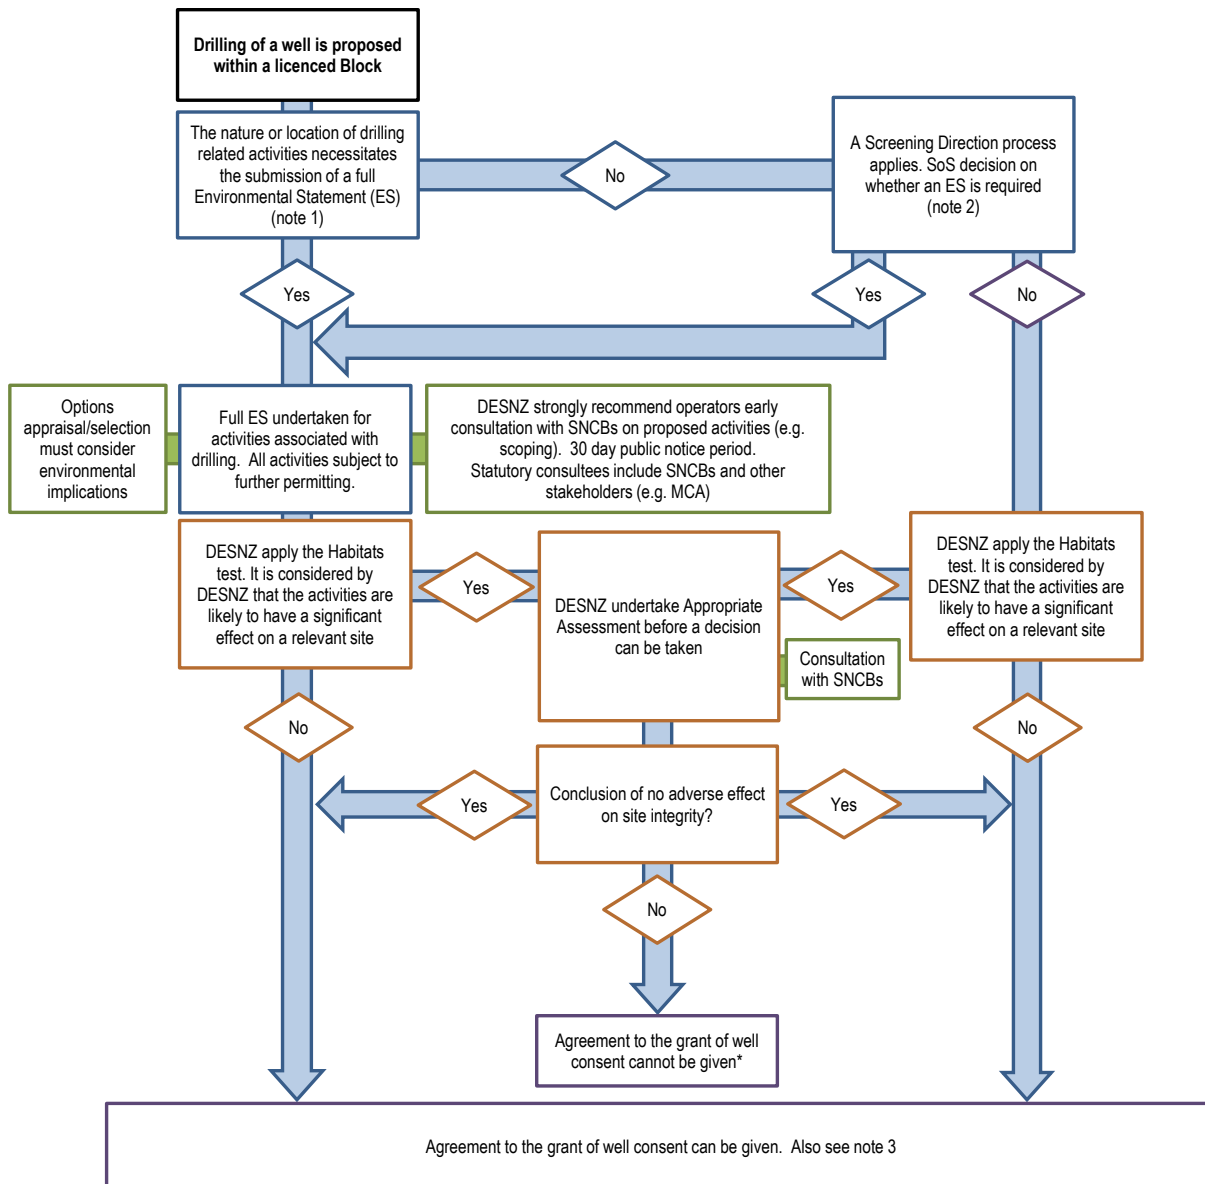 Drilling of a well is proposed
within a licenced Block
The nature or location of drilling
related activities necessitates
the submission of a full
Environmental Statement (ES)
(note 1)
No
A Screening Direction process
applies. SoS decision on
whether an ES is required
(note 2)
Yes
Yes
No
Options
appraisal/selection
must consider
environmental
implications
Full ES undertaken for
activities associated with
drilling. All activities subject to
further permitting.
DESNZ strongly recommend operators early
consultation with SNCBs on proposed activities (e.g.
scoping). 30 day public notice period.
Statutory consultees include SNCBs and other
stakeholders (e.g. MCA)
DESNZ apply the Habitats
test. It is considered by
DESNZ that the activities are
likely to have a significant
effect on a relevant site
Yes
DESNZ undertake Appropriate
Assessment before a decision
can be taken
Yes
DESNZ apply the Habitats
test. It is considered by
DESNZ that the activities are
likely to have a significant
effect on a relevant site
Consultation
with SNCBs
No
No
Yes
Conclusion of no adverse effect
on site integrity?
Yes
No
Agreement to the grant of well
consent cannot be given*
Agreement to the grant of well consent can be given. Also see note 3